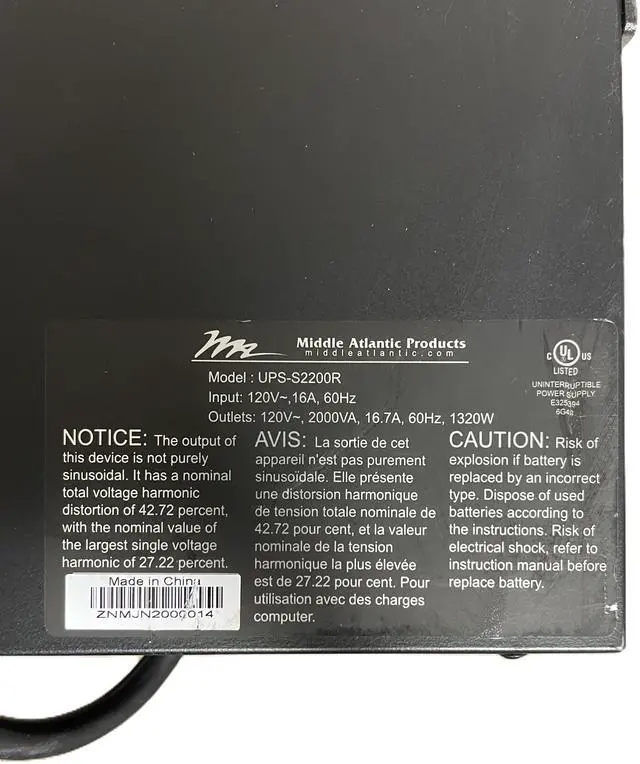 Middle Atlantic Products
middleatlantic.com
Model : UPS-S2200R
Input: 120V~,16A, 60Hz
Outlets: 120V~, 2000VA, 16.7A, 60Hz, 1320W
C UL US
LISTED
UNINTERRUPTIBLE
POWER SUPPLY
NOTICE: The output of
this device is not purely
sinusoidal. It has a nominal
total voltage harmonic
distortion of 42.72 percent,
with the nominal value of
the largest single voltage
harmonic of 27.22 percent.
AVIS: La sortie de cet
appareil n'est pas purement
sinusoïdale. Elle présente
une distorsion harmonique
de tension totale nominale de
42.72 pour cent, et la valeur
nominale de la tension
harmonique la plus élevée
est de 27.22 pour cent. Pour
utilisation avec des charges
computer.
CAUTION: Risk of
explosion if battery is
replaced by an incorrect
type. Dispose of used
batteries according to
the instructions. Risk of
electrical shock, refer to
instruction manual before
replace battery.
Made in China